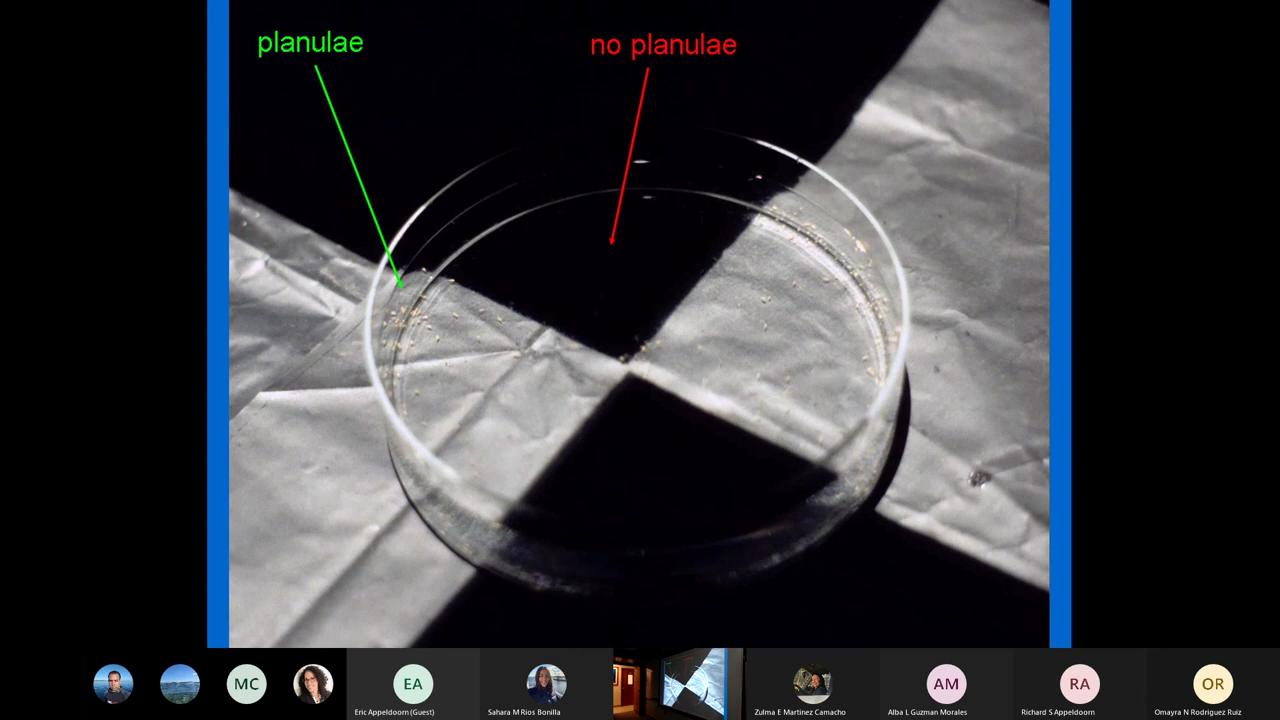 planulae
no planulae
MC
EA
AM
RA
OR
Eric Appeldoorn (Guest)
Sahara M Rios Bonilla
Zulma E Martinez Camacho
Alba L Guzman Morales
Richard S Appeldoorn
Omayra N Rodriguez Ruiz